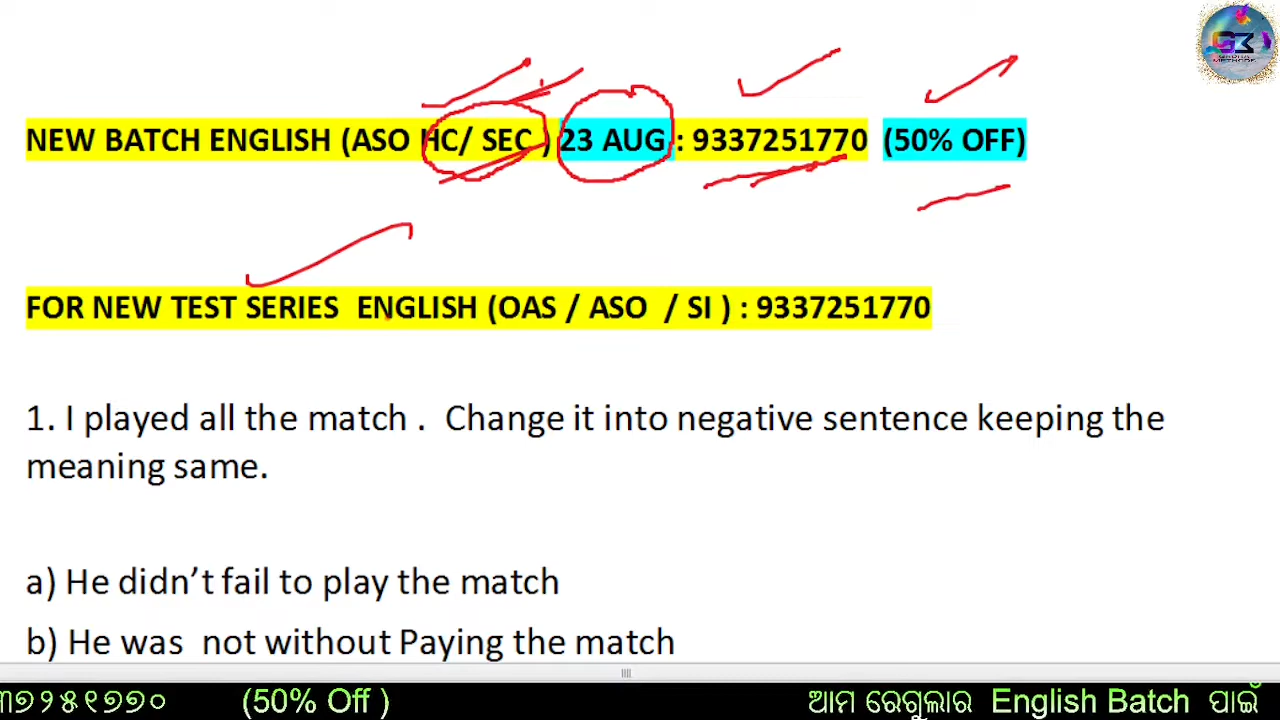 NEW BATCH ENGLISH (ASO HC/ SEC ) 23 AUG : 9337251770 (50% OFF)
FOR NEW TEST SERIES ENGLISH (OAS / ASO / SI ) : 9337251770
1. I played all the match . Change it into negative sentence keeping the
meaning same.
a) He didn’t fail to play the match
b) He was not without Paying the match
୩୭୨୫୧୭୭୦ (50% Off ) ଆମ ରେଗୁଲାର English Batch ପାଇଁ